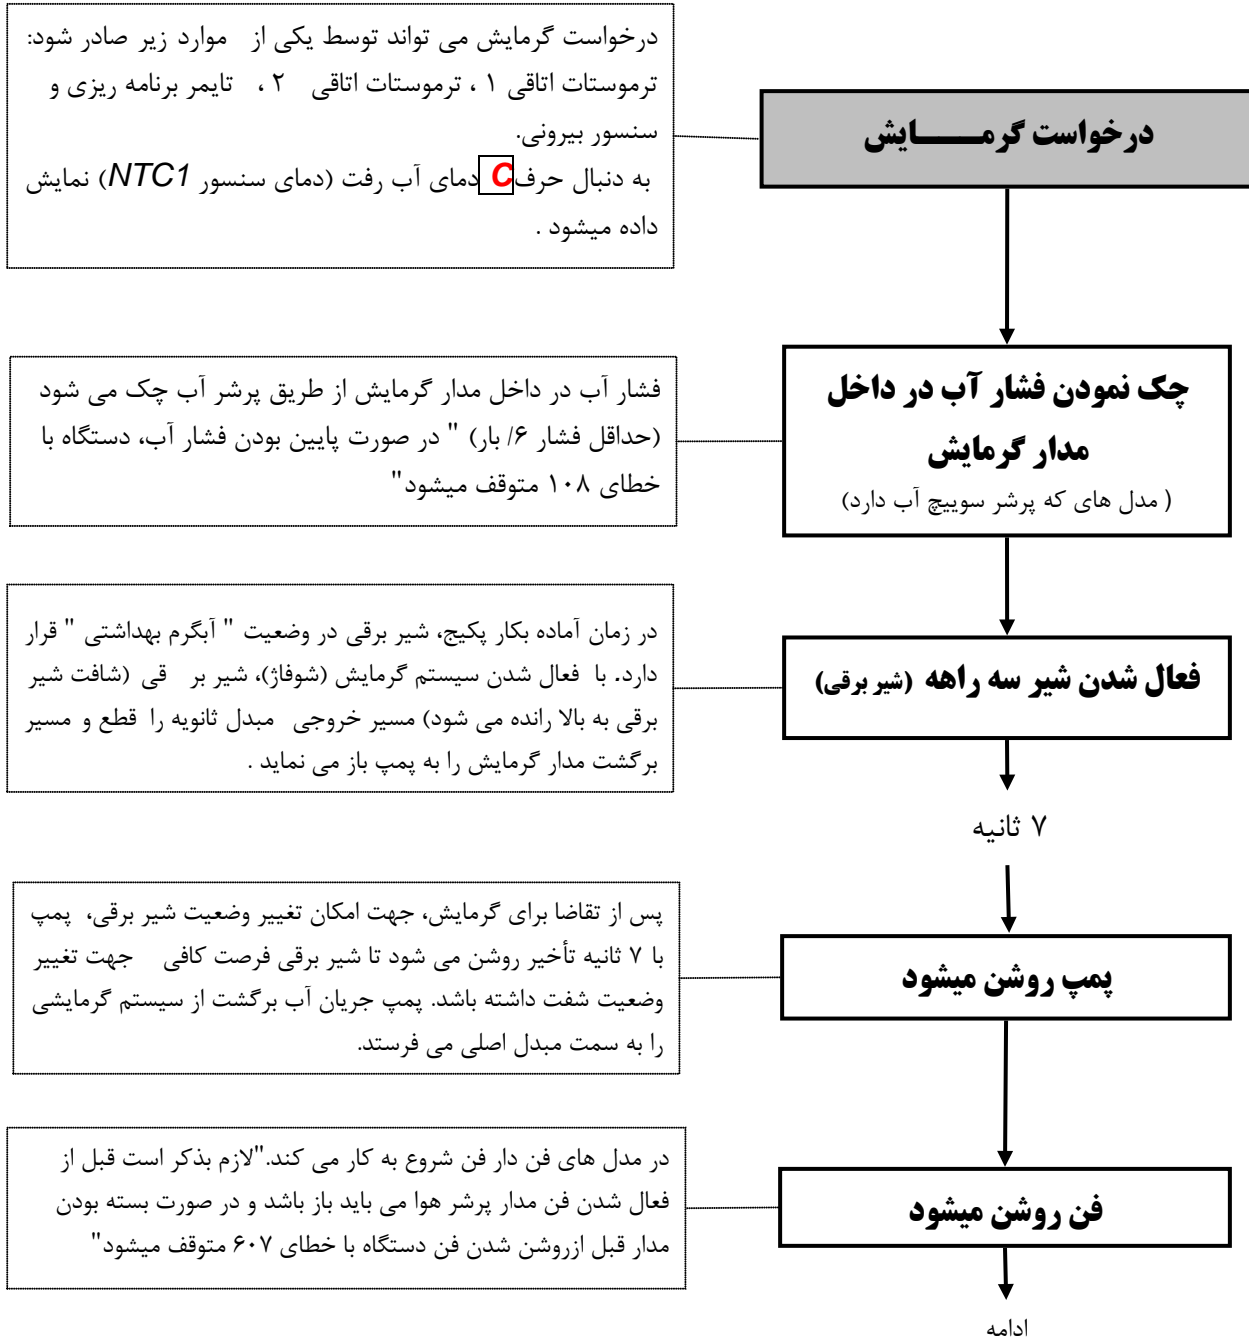 درخواست گرمایش می تواند توسط یکی از موارد زیر صادر شود:
ترموستات اتاقی ۱ ، ترموستات اتاقی ۲ ، تایمر برنامه ریزی و
سنسور بیرونی.
به دنبال حرف C دمای آب رفت (دمای سنسور NTC1) نمایش
داده میشود .
درخواست گرمـــــــایش
فشار آب در داخل مدار گرمایش از طریق پرشر آب چک می شود
(حداقل فشار ۶/ بار) " در صورت پایین بودن فشار آب، دستگاه با
خطای ۱۰۸ متوقف میشود"
چک نمودن فشار آب در داخل
مدار گرمایش
( مدل های که پرشر سوییچ آب دارد)
در زمان آماده بکار پکیج، شیر برقی در وضعیت " آبگرم بهداشتی " قرار
دارد. با فعال شدن سیستم گرمایش (شوفاژ)، شیر بر قی (شافت شیر
برقی به بالا رانده می شود) مسیر خروجی مبدل ثانویه را قطع و مسیر
برگشت مدار گرمایش را به پمپ باز می نماید .
فعال شدن شیر سه راهه (شیر برقی)
۷ ثانیه
پس از تقاضا برای گرمایش، جهت امکان تغییر وضعیت شیر برقی، پمپ
با ۷ ثانیه تأخیر روشن می شود تا شیر برقی فرصت کافی جهت تغییر
وضعیت شفت داشته باشد. پمپ جریان آب برگشت از سیستم گرمایشی
را به سمت مبدل اصلی می فرستد.
پمپ روشن میشود
در مدل های فن دار فن شروع به کار می کند."لازم بذکر است قبل از
فعال شدن فن مدار پرشر هوا می باید باز باشد و در صورت بسته بودن
مدار قبل ازروشن شدن فن دستگاه با خطای ۶۰۷ متوقف میشود"
فن روشن میشود
ادامه